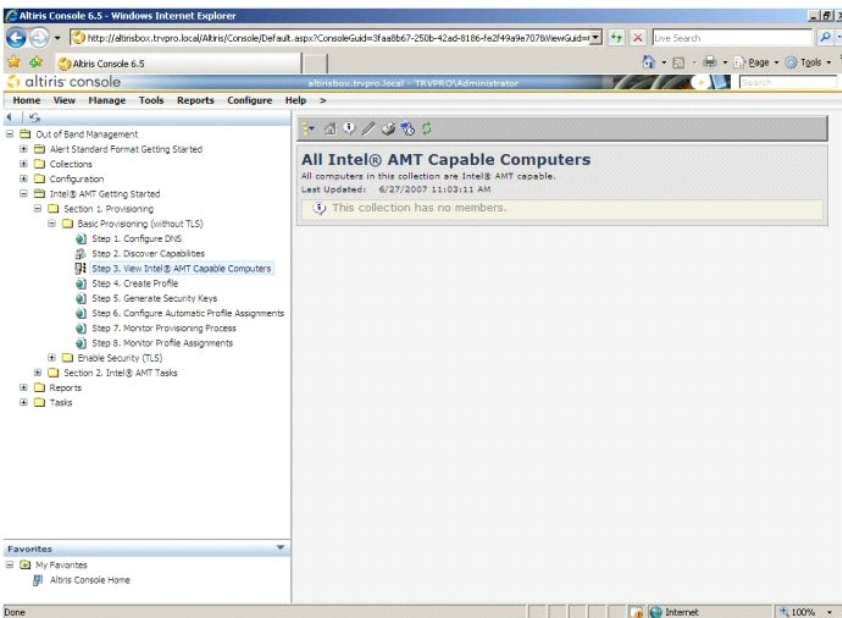 Altiris Console 6.5 - Windows Internet Explorer
http://altirisbox.trvpro.local/Altiris/Console/Default.aspx?ConsoleGuid=3faa8b67-250b-42ad-8186-fe2f49a9e707&ViewGuid=
Live Search
Altiris Console 6.5
Page
Tools
altiris console
altirisbox.trvpro.local - TRVPRO\Administrator
Search
Home View Manage Tools Reports Configure Help >
Out of Band Management
Alert Standard Format Getting Started
Collections
Configuration
Intel® AMT Getting Started
Section 1. Provisioning
Basic Provisioning (without TLS)
Step 1. Configure DNS
Step 2. Discover Capabilities
Step 3. View Intel® AMT Capable Computers
Step 4. Create Profile
Step 5. Generate Security Keys
Step 6. Configure Automatic Profile Assignments
Step 7. Monitor Provisioning Process
Step 8. Monitor Profile Assignments
Enable Security (TLS)
Section 2. Intel® AMT Tasks
Reports
Tasks
All Intel® AMT Capable Computers
All computers in this collection are Intel® AMT capable.
Last Updated: 6/27/2007 11:03:11 AM
This collection has no members.
Favorites
My Favorites
Altiris Console Home
Done
Internet
100%